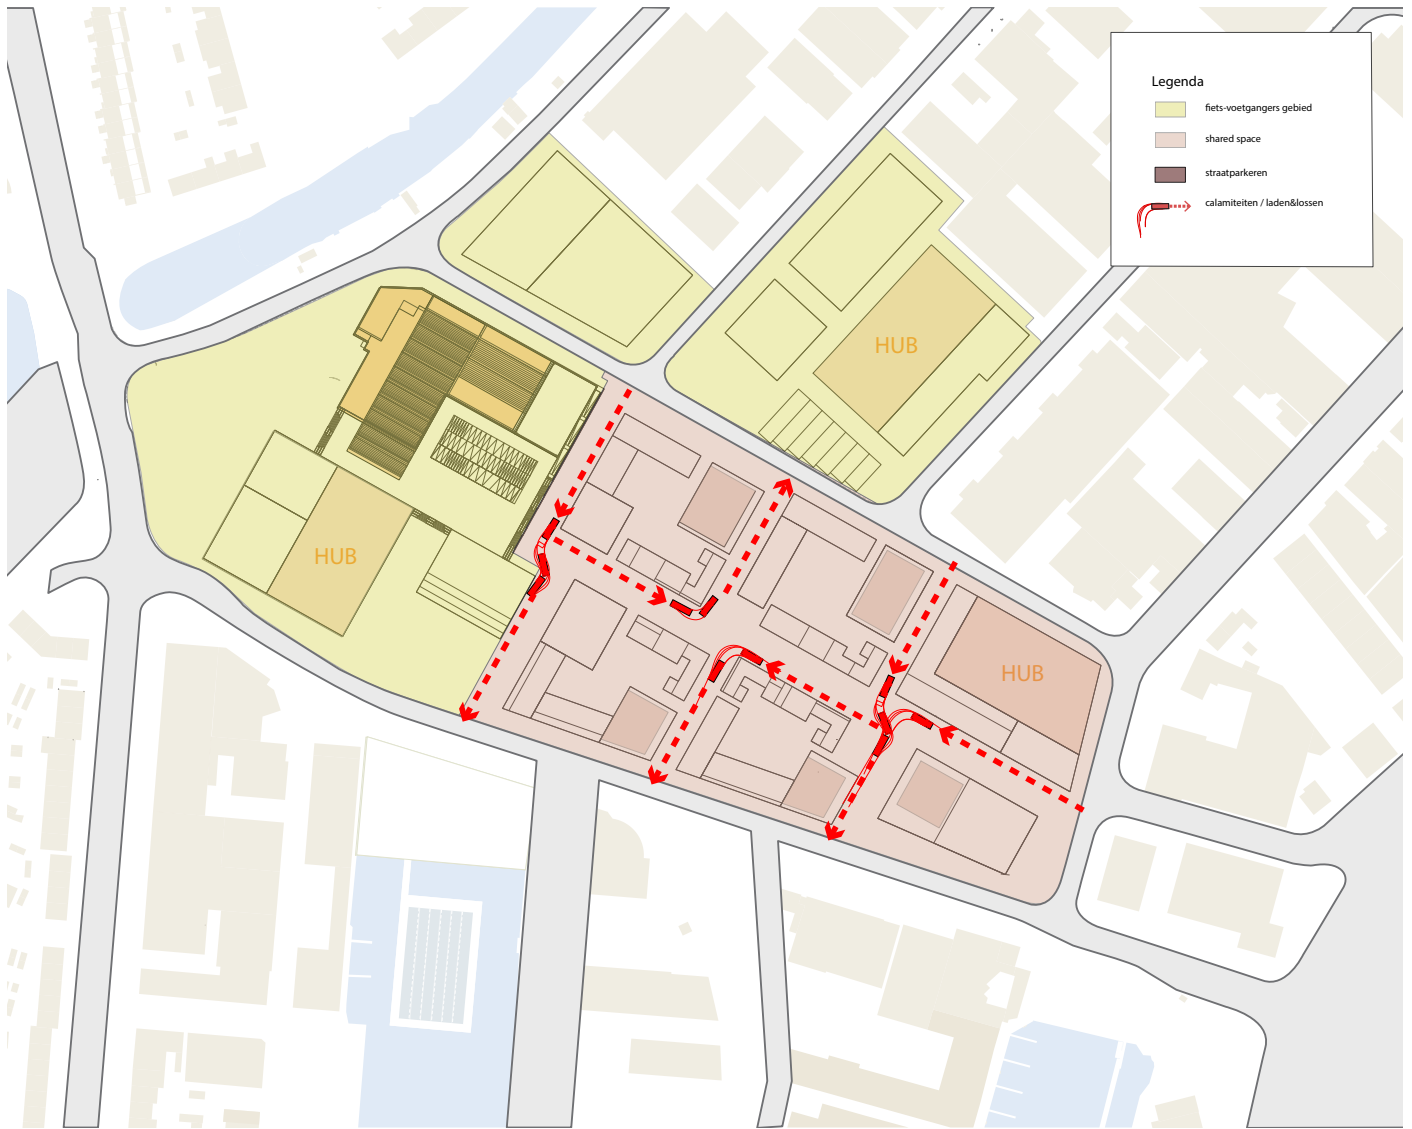 Legenda
fiets-voetgangers gebied
shared space
straatparkeren
calamiteiten / laden&lossen
HUB
HUB
HUB